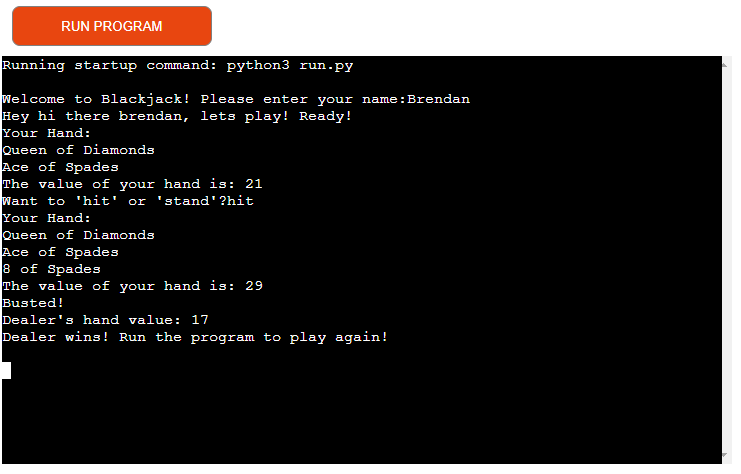 RUN PROGRAM
Running startup command: python3 run.py
Welcome to Blackjack! Please enter your name:Brendan
Hey hi there brendan, lets play! Ready!
Your Hand:
Queen of Diamonds
Ace of Spades
The value of your hand is: 21
Want to 'hit' or 'stand'?hit
Your Hand:
Queen of Diamonds
Ace of Spades
8 of Spades
The value of your hand is: 29
Busted!
Dealer's hand value: 17
Dealer wins! Run the program to play again!